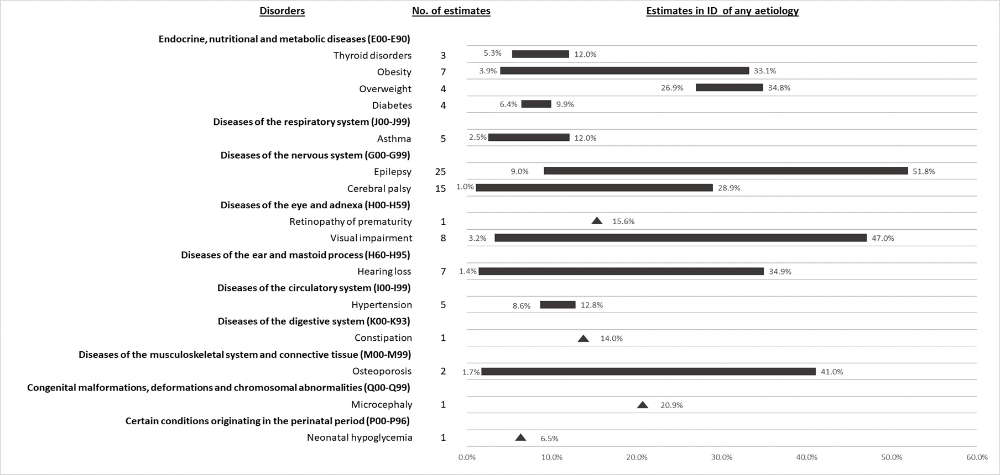 Disorders No. of estimates Estimates in ID of any aetiology
Endocrine, nutritional and metabolic diseases (E00-E90)
Thyroid disorders 3 5.3% 12.0%
Obesity 7 3.9% 33.1%
Overweight 4 26.9% 34.8%
Diabetes 4 6.4% 9.9%
Diseases of the respiratory system (J00-J99)
Asthma 5 2.5% 12.0%
Diseases of the nervous system (G00-G99)
Epilepsy 25 9.0% 51.8%
Cerebral palsy 15 1.0% 28.9%
Diseases of the eye and adnexa (H00-H59)
Retinopathy of prematurity 1 15.6%
Visual impairment 8 3.2% 47.0%
Diseases of the ear and mastoid process (H60-H95)
Hearing loss 7 1.4% 34.9%
Diseases of the circulatory system (I00-I99)
Hypertension 5 8.6% 12.8%
Diseases of the digestive system (K00-K93)
Constipation 1 14.0%
Diseases of the musculoskeletal system and connective tissue (M00-M99)
Osteoporosis 2 1.7% 41.0%
Congenital malformations, deformations and chromosomal abnormalities (Q00-Q99)
Microcephaly 1 20.9%
Certain conditions originating in the perinatal period (P00-P96)
Neonatal hypoglycemia 1 6.5%
0.0% 10.0% 20.0% 30.0% 40.0% 50.0% 60.0%